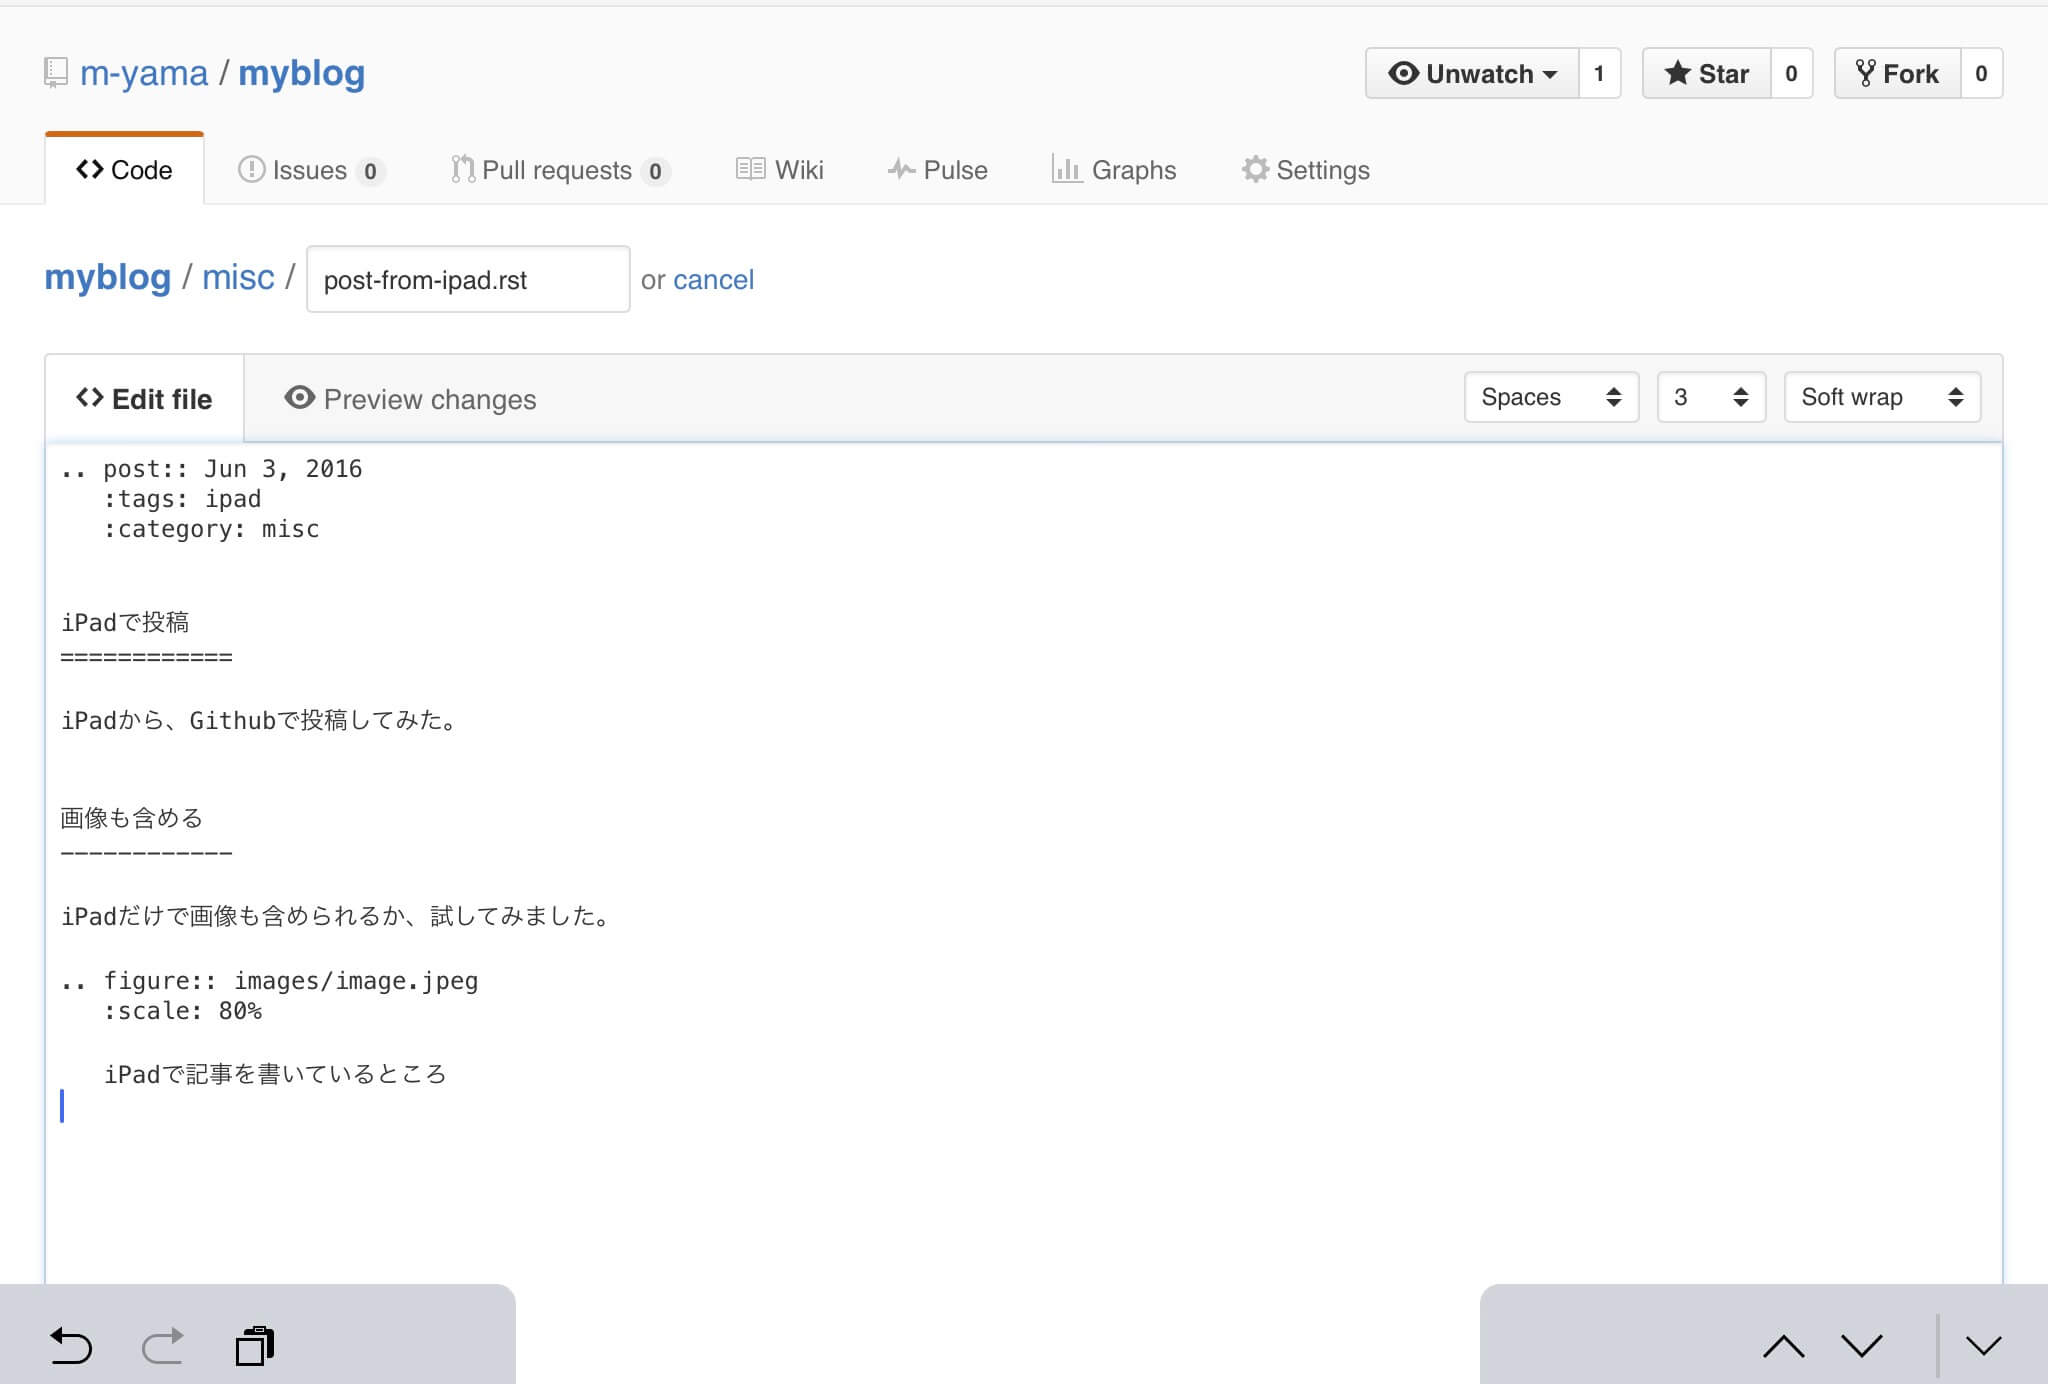 m-yama / myblog
Unwatch 1 Star 0 Fork 0
Code Issues 0 Pull requests 0 Wiki Pulse Graphs Settings
myblog / misc / post-from-ipad.rst or cancel
Edit file Preview changes Spaces 3 Soft wrap
.. post:: Jun 3, 2016
   :tags: ipad
   :category: misc
iPadで投稿
============
iPadから、Githubで投稿してみた。
画像も含める
------------
iPadだけで画像も含められるか、試してみました。
.. figure:: images/image.jpeg
   :scale: 80%
   iPadで記事を書いているところ